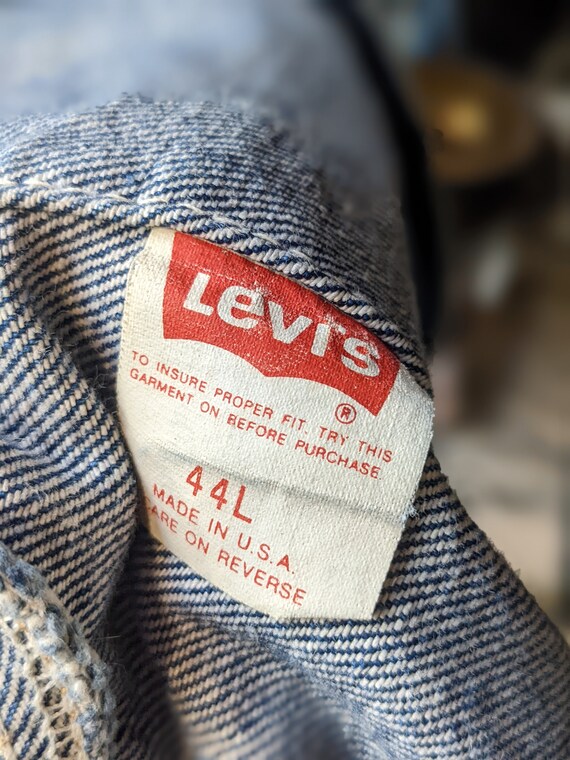 Levi's
®
TO INSURE PROPER FIT, TRY THIS
GARMENT ON BEFORE PURCHASE
44L
MADE IN U.S.A.
CARE ON REVERSE